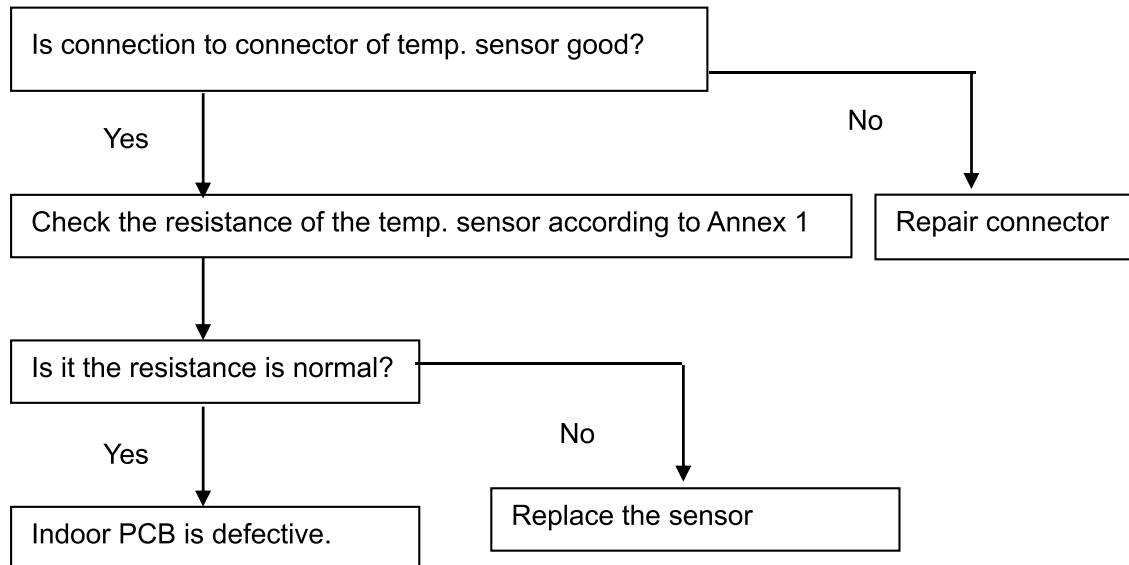 Is connection to connector of temp. sensor good?
No
Yes
Check the resistance of the temp. sensor according to Annex 1
Repair connector
Is it the resistance is normal?
No
Yes
Replace the sensor
Indoor PCB is defective.